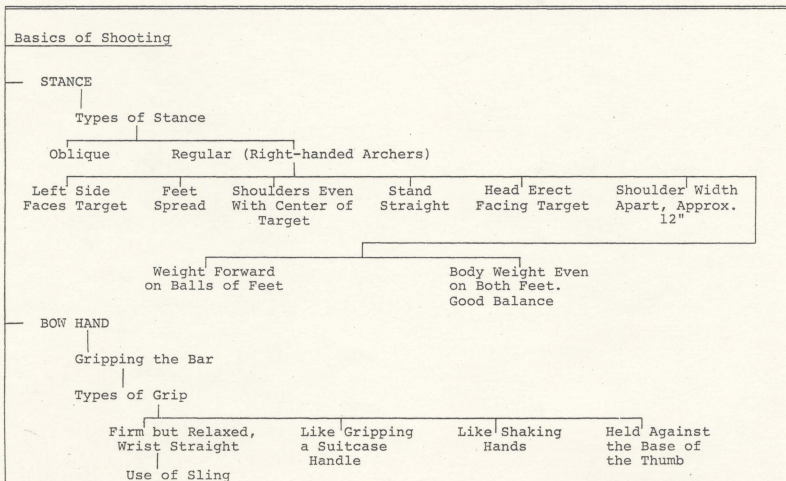 Basics of Shooting
STANCE
Types of Stance
Oblique
Regular (Right-handed Archers)
Left Side
Faces Target
Feet
Spread
Shoulders Even
With Center of
Target
Stand
Straight
Head Erect
Facing Target
Shoulder Width
Apart, Approx.
12"
Weight Forward
on Balls of Feet
Body Weight Even
on Both Feet.
Good Balance
BOW HAND
Gripping the Bar
Types of Grip
Firm but Relaxed,
Wrist Straight
Like Gripping
a Suitcase
Handle
Like Shaking
Hands
Held Against
the Base of
the Thumb
Use of Sling